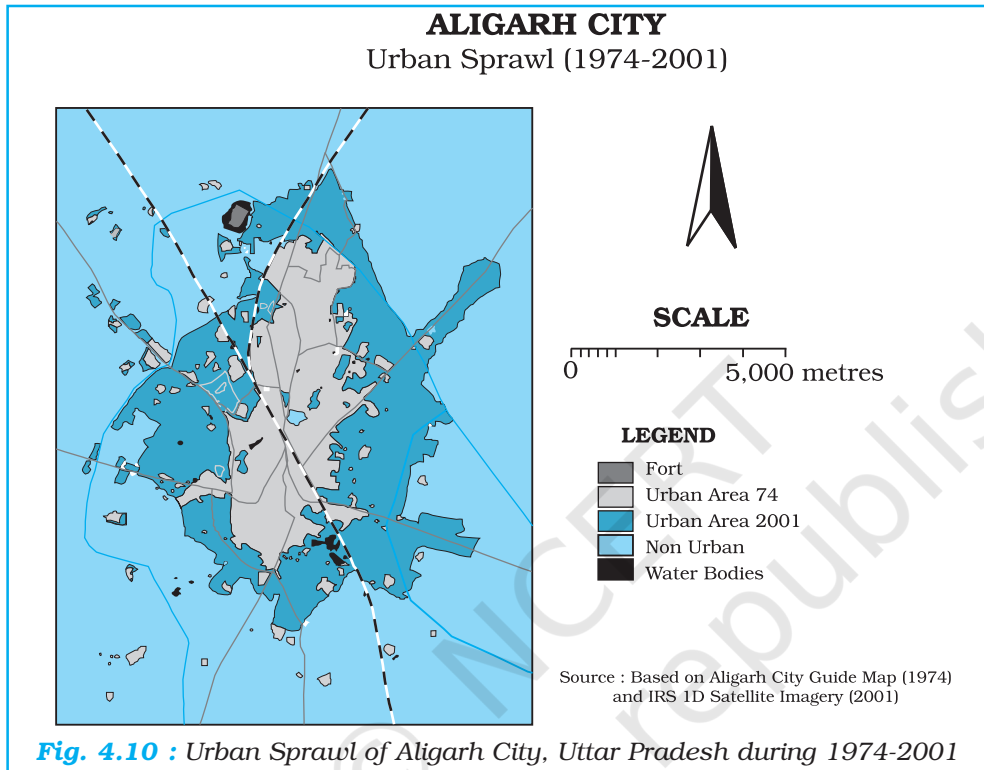 ALIGARH CITY
Urban Sprawl (1974-2001)
SCALE
0 5,000 metres
LEGEND
Fort
Urban Area 74
Urban Area 2001
Non Urban
Water Bodies
Source : Based on Aligarh City Guide Map (1974)
and IRS 1D Satellite Imagery (2001)
© NCERT
republis
Fig. 4.10 : Urban Sprawl of Aligarh City, Uttar Pradesh during 1974-2001